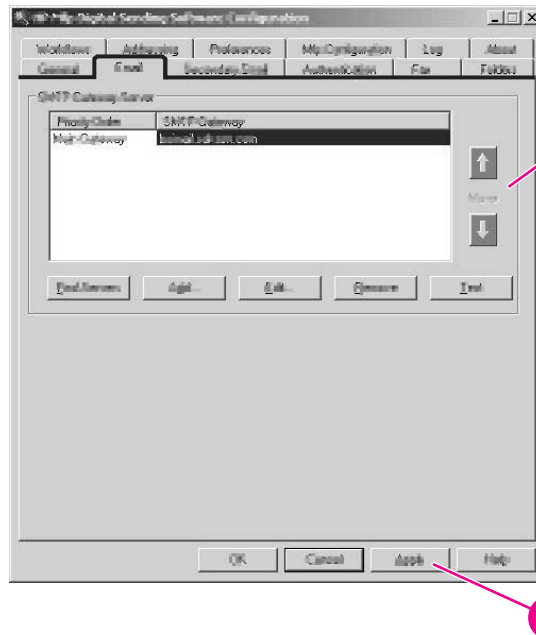 HP Mfp Digital Sending Software Configuration
Workflows Addressing Preferences Mfp Configuration Log About
General Email Secondary Email Authentication Fax Folders
SMTP Gateway Server
Priority Order SMTP Gateway
Main Gateway
Move
Find Servers Add... Edit... Remove Test
OK Cancel Apply Help